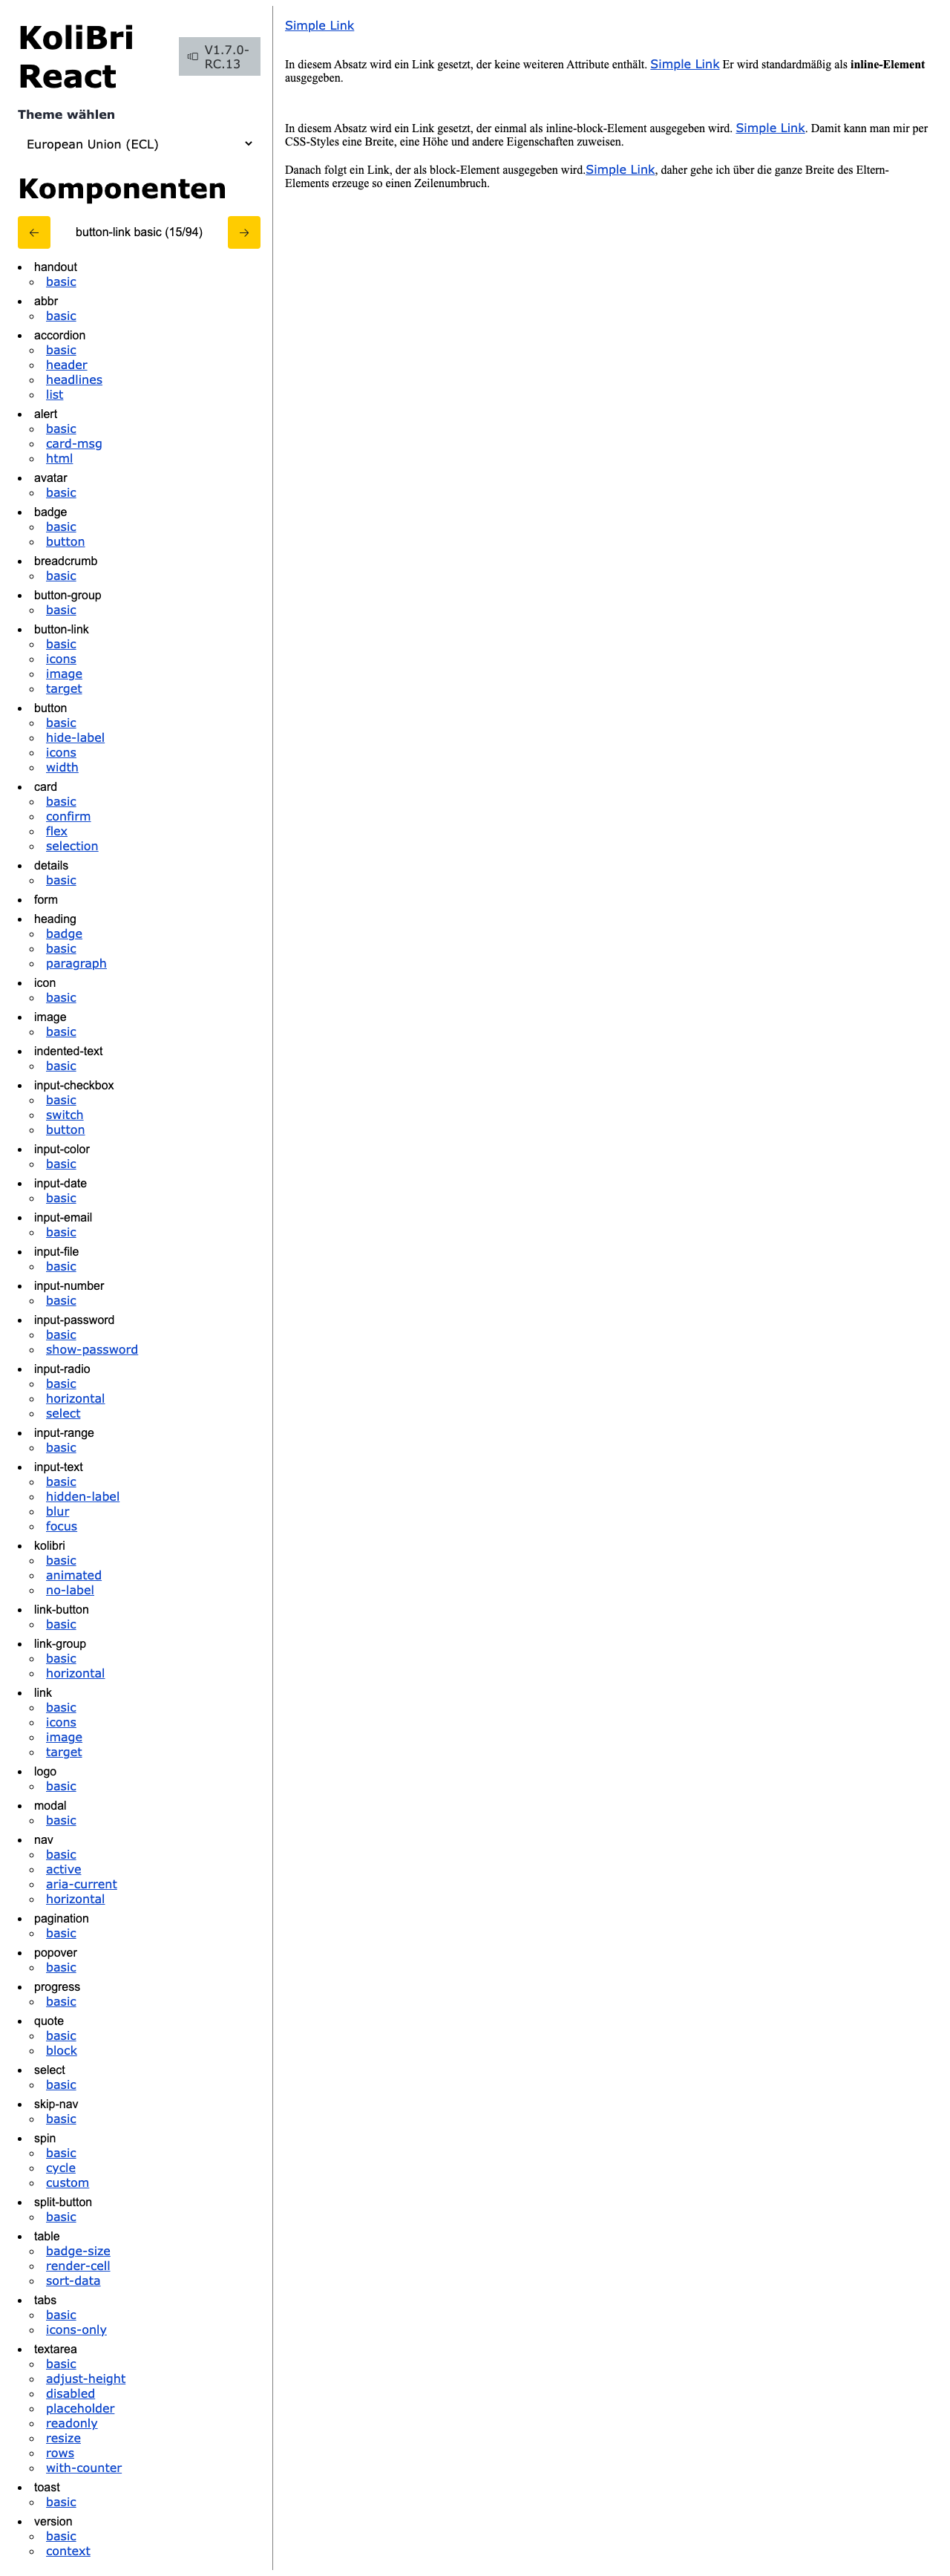 KoliBri
React
V1.7.0-
RC.13
Theme wählen
European Union (ECL)
Komponenten
← button-link basic (15/94) →
handout
basic
abbr
basic
accordion
basic
header
headlines
list
alert
basic
card-msg
html
avatar
basic
badge
basic
button
breadcrumb
basic
button-group
basic
button-link
basic
icons
image
target
button
basic
hide-label
icons
width
card
basic
confirm
flex
selection
details
basic
form
heading
badge
basic
paragraph
icon
basic
image
basic
indented-text
basic
input-checkbox
basic
switch
button
input-color
basic
input-date
basic
input-email
basic
input-file
basic
input-number
basic
input-password
basic
show-password
input-radio
basic
horizontal
select
input-range
basic
input-text
basic
hidden-label
blur
focus
kolibri
basic
animated
no-label
link-button
basic
link-group
basic
horizontal
link
basic
icons
image
target
logo
basic
modal
basic
nav
basic
active
aria-current
horizontal
pagination
basic
popover
basic
progress
basic
quote
basic
block
select
basic
skip-nav
basic
spin
basic
cycle
custom
split-button
basic
table
badge-size
render-cell
sort-data
tabs
basic
icons-only
textarea
basic
adjust-height
disabled
placeholder
readonly
resize
rows
with-counter
toast
basic
version
basic
context
Simple Link
In diesem Absatz wird ein Link gesetzt, der keine weiteren Attribute enthält. Simple Link Er wird standardmäßig als inline-Element
ausgegeben.
In diesem Absatz wird ein Link gesetzt, der einmal als inline-block-Element ausgegeben wird. Simple Link. Damit kann man mir per
CSS-Styles eine Breite, eine Höhe und andere Eigenschaften zuweisen.
Danach folgt ein Link, der als block-Element ausgegeben wird.Simple Link, daher gehe ich über die ganze Breite des Eltern-
Elements erzeuge so einen Zeilenumbruch.